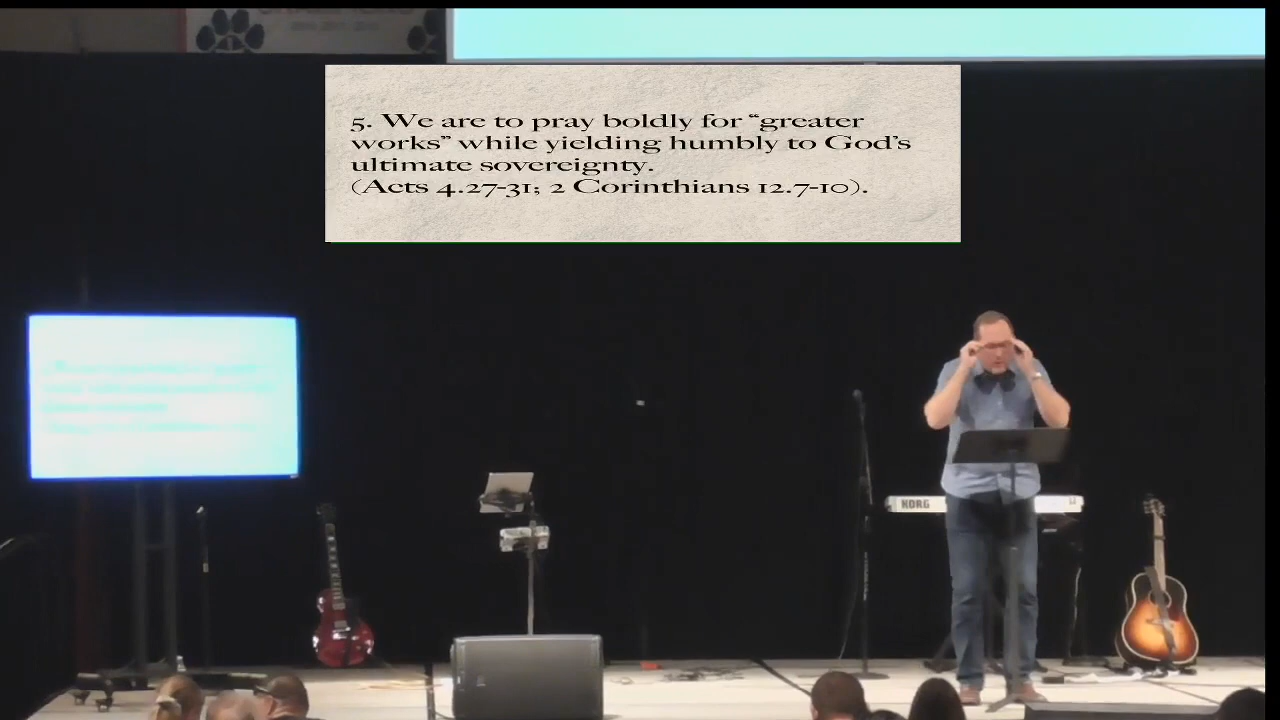 5. We are to pray boldly for “greater
works” while yielding humbly to God’s
ultimate sovereignty.
(Acts 4.27-31; 2 Corinthians 12.7-10).
KORG